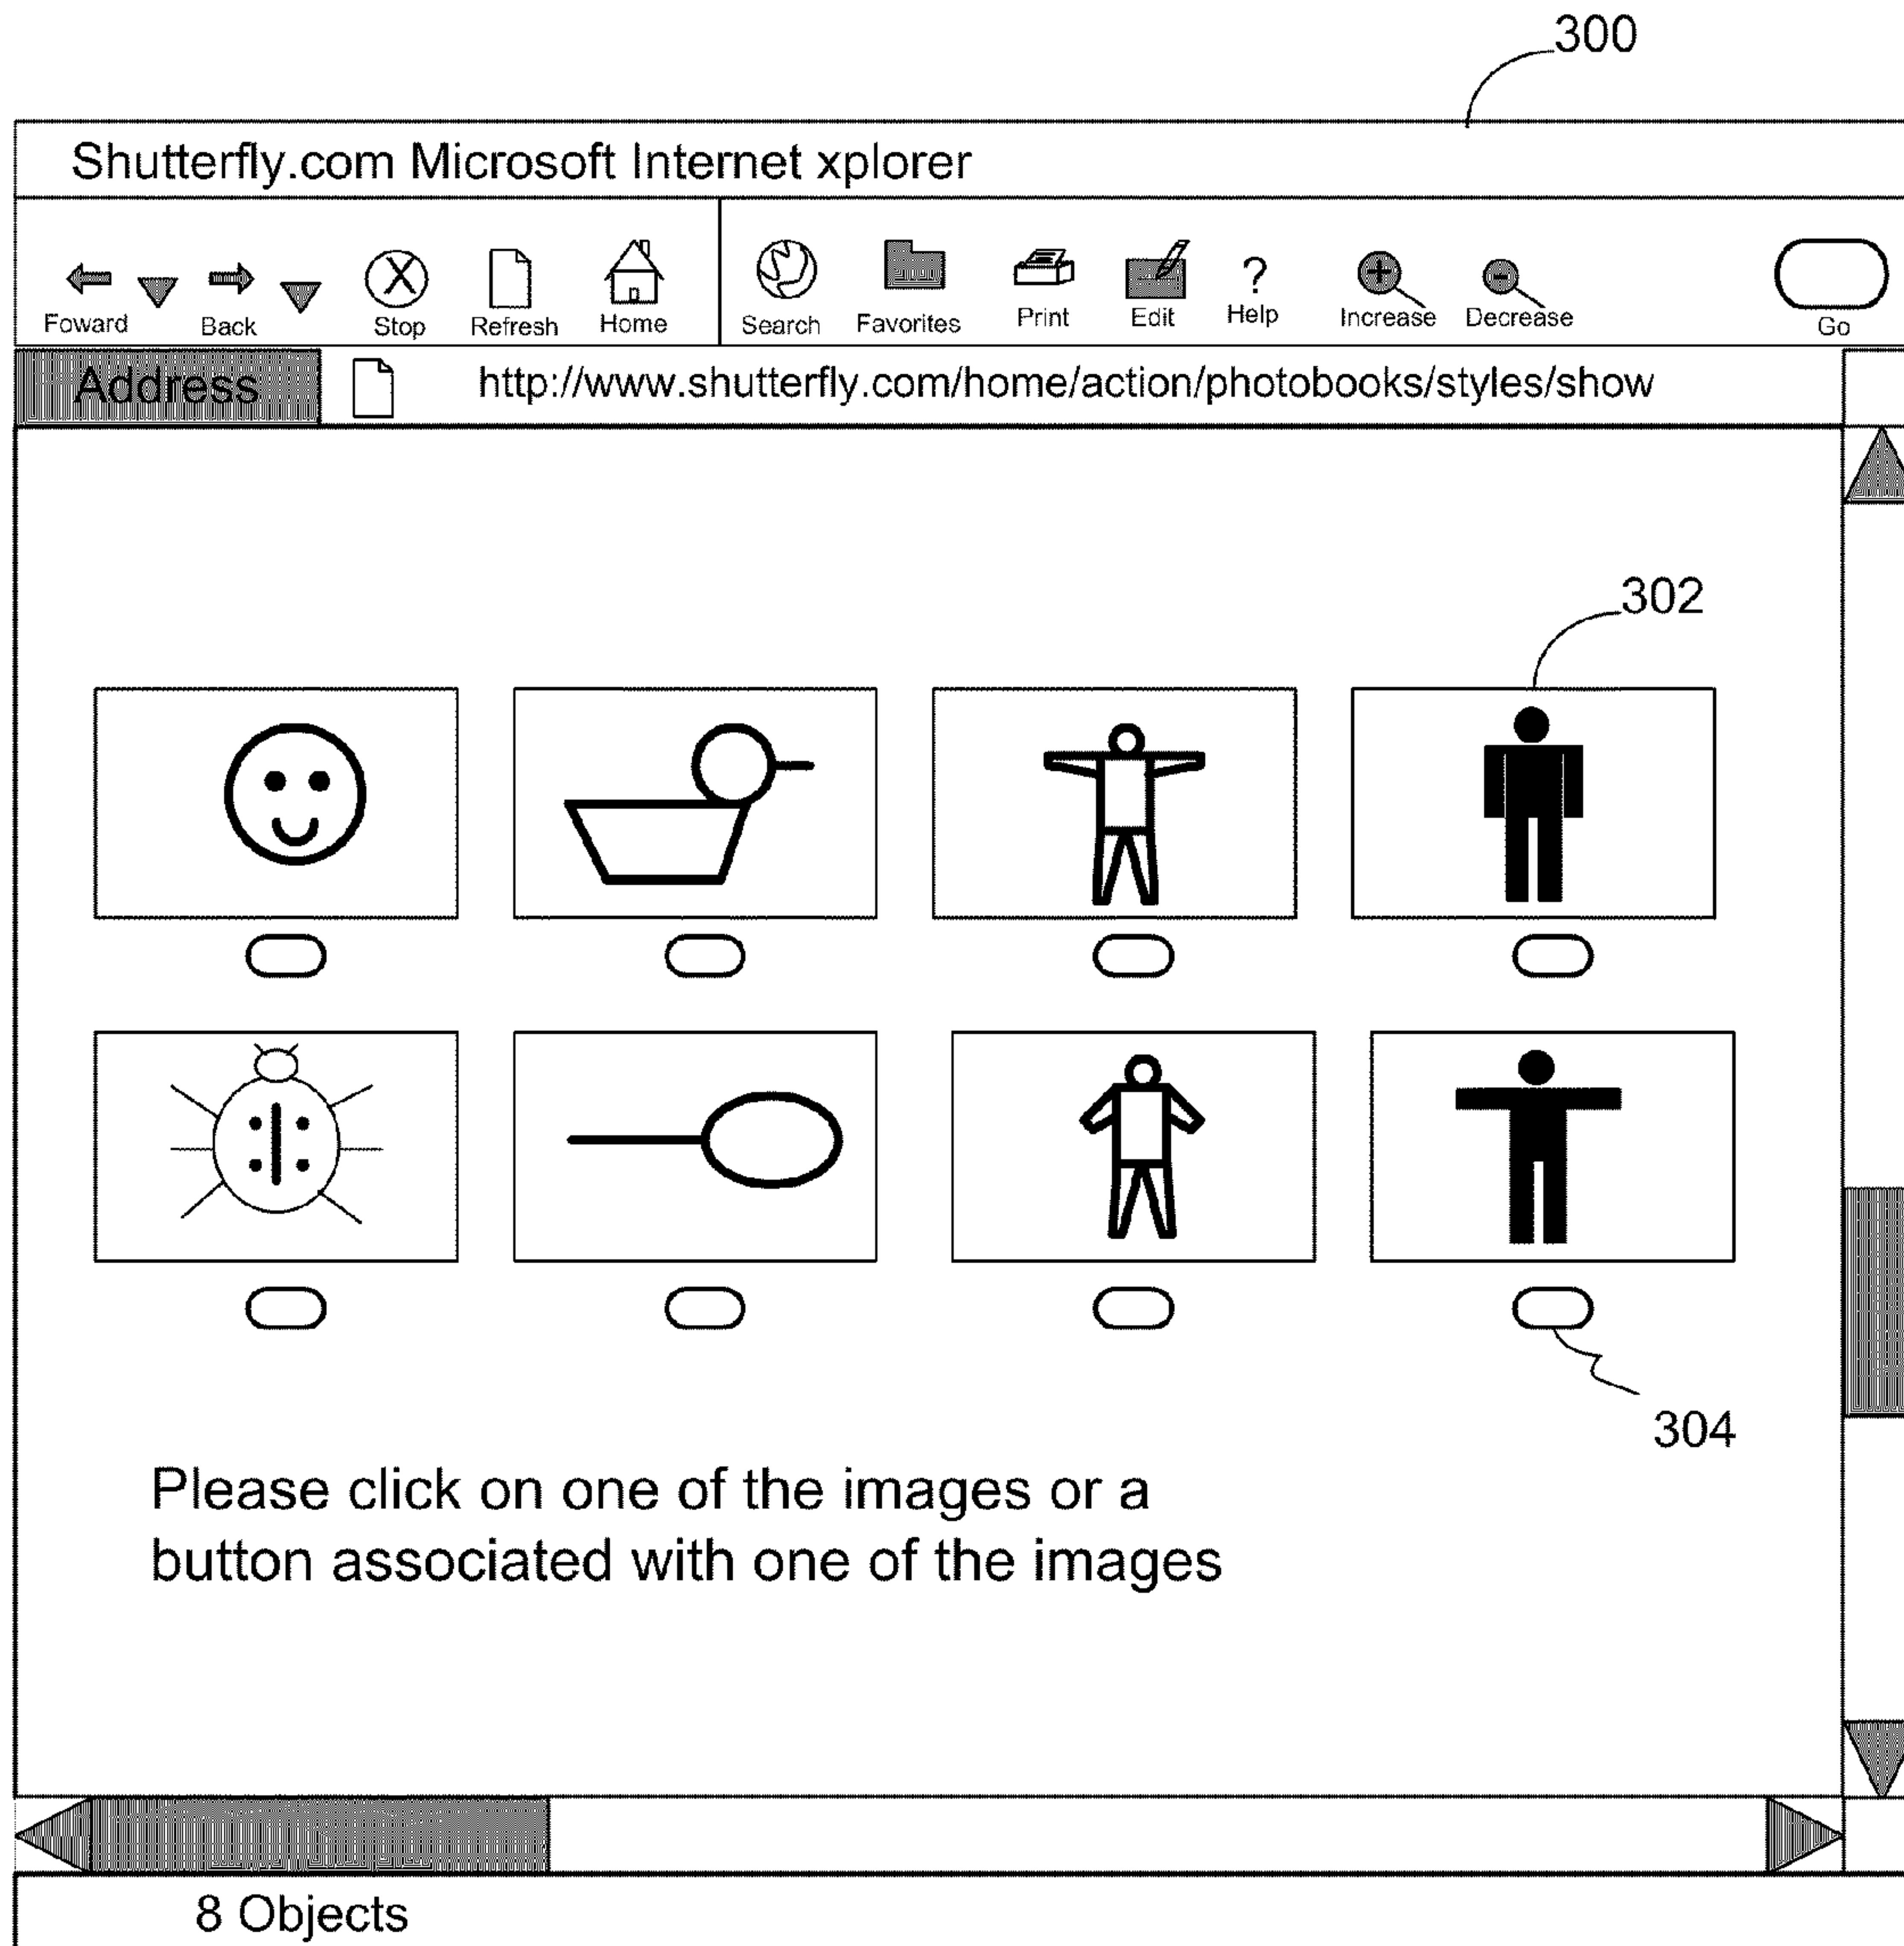 300
Shutterfly.com Microsoft Internet xplorer
Foward Back Stop Refresh Home Search Favorites Print Edit Help Increase Decrease Go
Address http://www.shutterfly.com/home/action/photobooks/styles/show
302
304
Please click on one of the images or a
button associated with one of the images
8 Objects